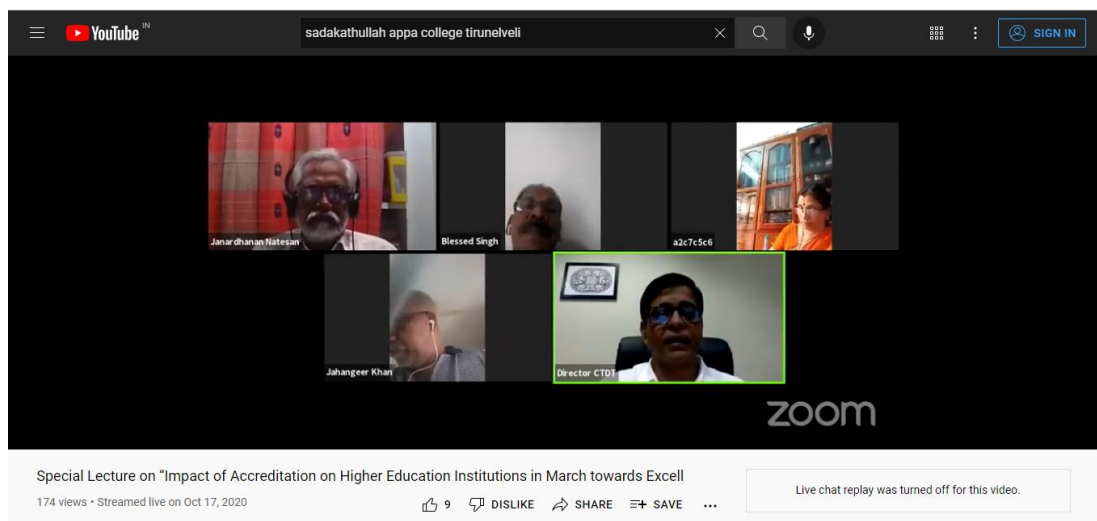 YouTube IN
sadakathullah appa college tirunelveli
SIGN IN
Janardhanan Natesan
Blessed Singh
a2c7c5c6
Jahangeer Khan
Director CTDT
zoom
Special Lecture on “Impact of Accreditation on Higher Education Institutions in March towards Excell
174 views • Streamed live on Oct 17, 2020
9 DISLIKE SHARE SAVE
Live chat replay was turned off for this video.